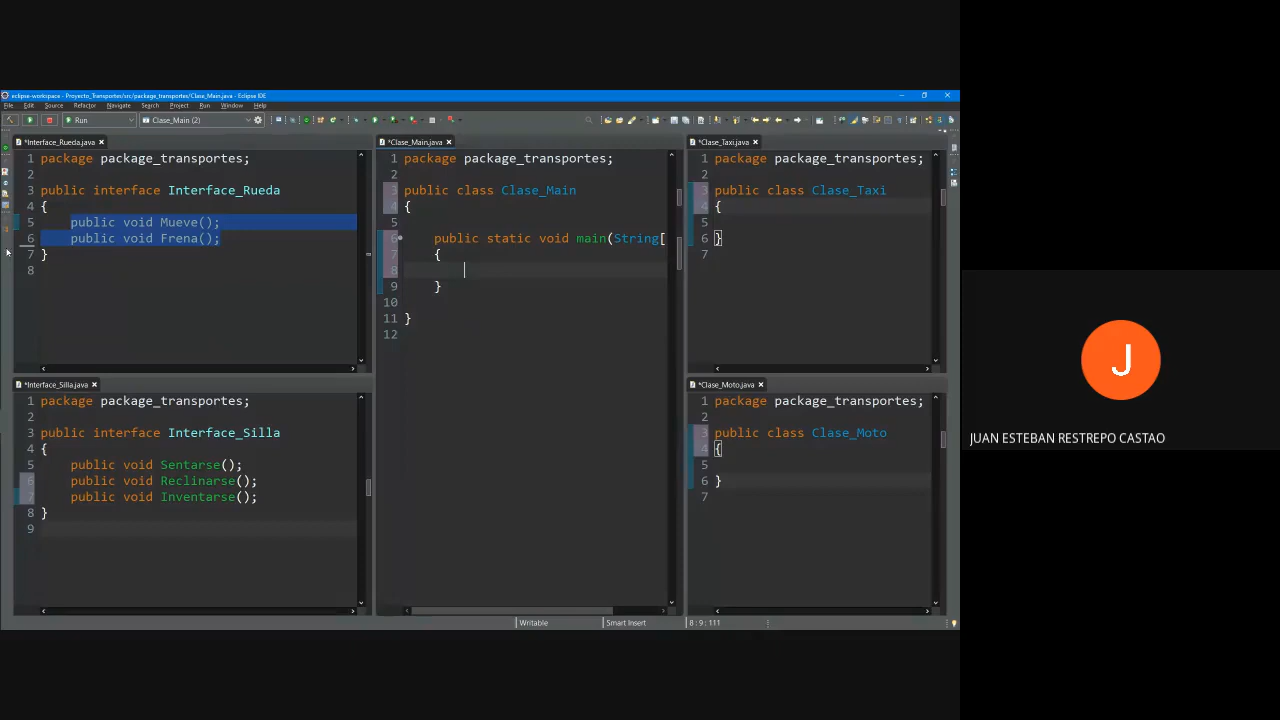 eclipse-workspace - Proyecto_Transportes/src/package_transportes/Clase_Main.java - Eclipse IDE
File Edit Source Refactor Navigate Search Project Run Window Help
Run
Clase_Main (2)
*Interface_Rueda.java
1 package package_transportes;
2
3 public interface Interface_Rueda
4 {
5 public void Mueve();
6 public void Frena();
7 }
8
*Interface_Silla.java
1 package package_transportes;
2
3 public interface Interface_Silla
4 {
5 public void Sentarse();
6 public void Reclinarse();
7 public void Inventarse();
8 }
9
*Clase_Main.java
1 package package_transportes;
2
3 public class Clase_Main
4 {
5
6 public static void main(String[
7 {
8
9 }
10
11 }
12
*Clase_Taxi.java
1 package package_transportes;
2
3 public class Clase_Taxi
4 {
5
6 }
7
*Clase_Moto.java
1 package package_transportes;
2
3 public class Clase_Moto
4 {
5
6 }
7
Writable
Smart Insert
8 : 9 : 111
J
JUAN ESTEBAN RESTREPO CASTAO